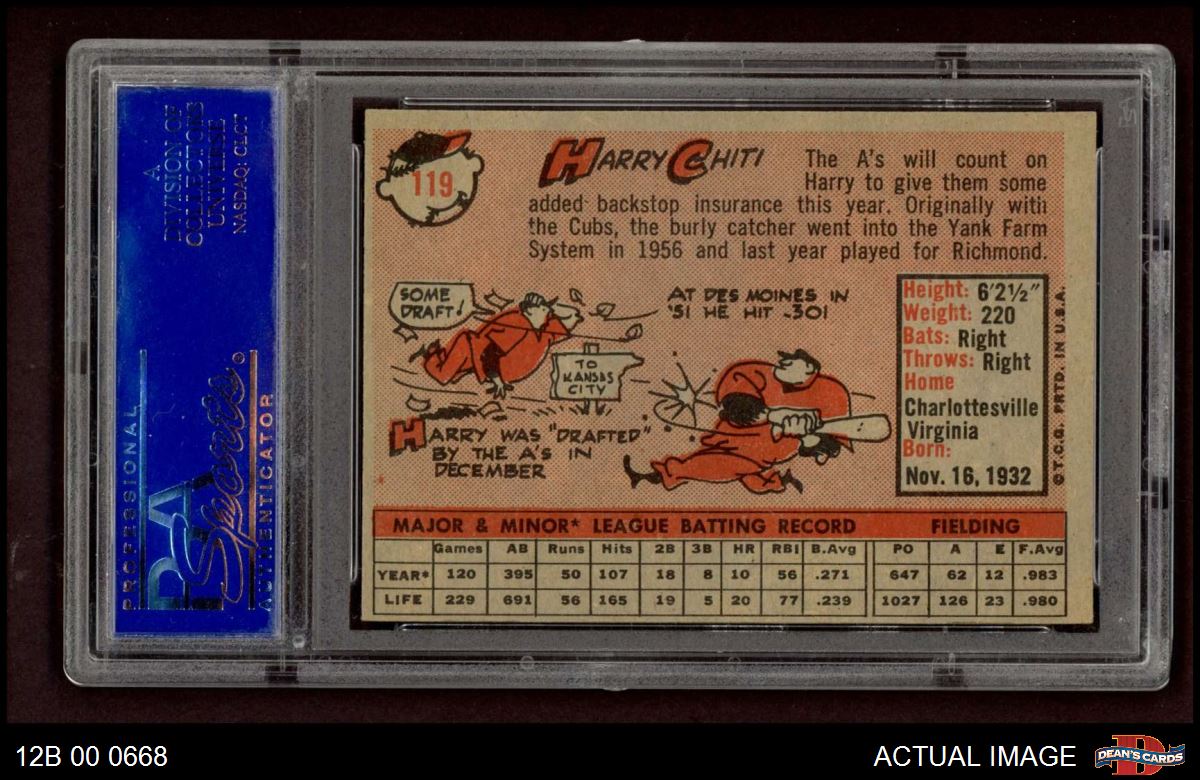 A
DIVISION OF
COLLECTORS
UNIVERSE
NASDAQ: CLCT
PROFESSIONAL
PSA
Sports
AUTHENTICATOR
119
HARRY CHITI
The A's will count on
Harry to give them some
added backstop insurance this year. Originally with
the Cubs, the burly catcher went into the Yank Farm
System in 1956 and last year played for Richmond.
SOME
DRAFT!
TO
KANSAS
CITY
HARRY WAS "DRAFTED"
BY THE A'S IN
DECEMBER
AT DES MOINES IN
'51 HE HIT .301
Height: 6'2½"
Weight: 220
Bats: Right
Throws: Right
Home
Charlottesville
Virginia
Born:
Nov. 16, 1932
© T.C.G. PRTD. IN U.S.A.
MAJOR & MINOR* LEAGUE BATTING RECORD FIELDING
Games AB Runs Hits 2B 3B HR RBI B.Avg PO A E F.Avg
YEAR* 120 395 50 107 18 8 10 56 .271 647 62 12 .983
LIFE 229 691 56 165 19 5 20 77 .239 1027 126 23 .980
12B 00 0668
ACTUAL IMAGE
D
DEAN'S CARDS